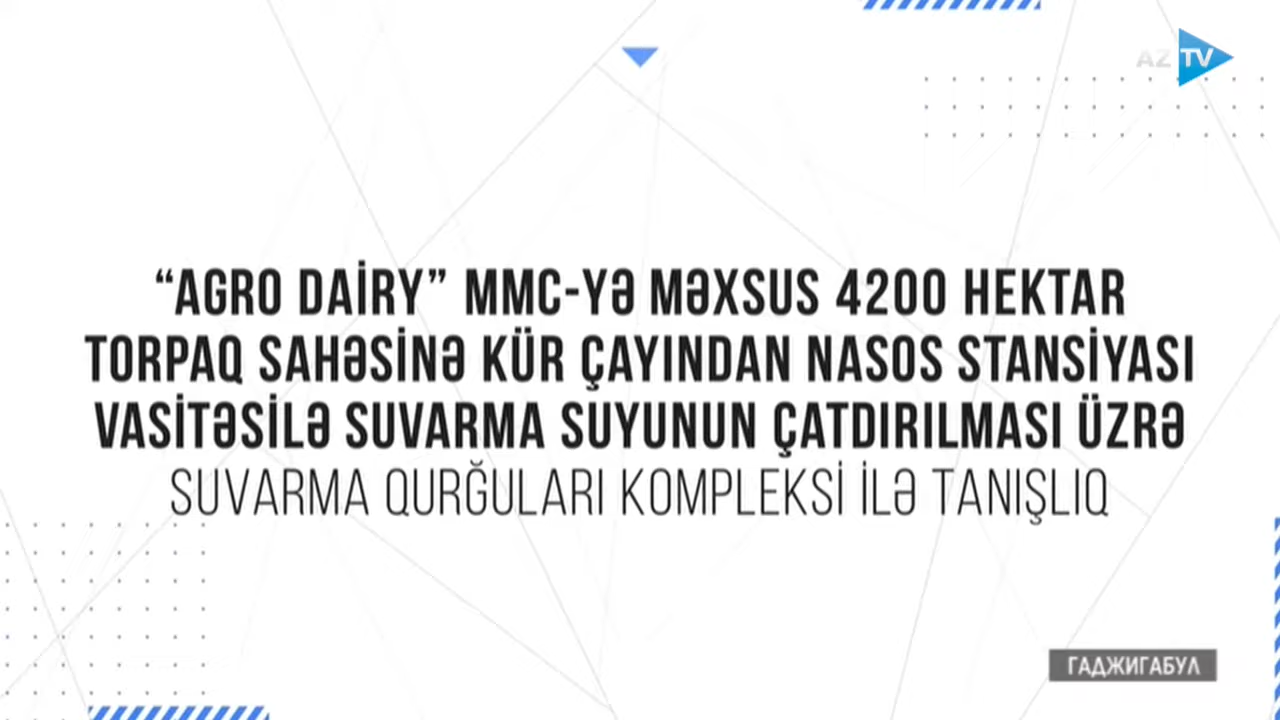 AZ TV
“AGRO DAİRY” MMC-YƏ MƏXSUS 4200 HEKTAR
TORPAQ SAHƏSİNƏ KÜR ÇAYINDAN NASOS STANSİYASI
VASİTƏSİLƏ SUVARMA SUYUNUN ÇATDIRILMASI ÜZRƏ
SUVARMA QURĞULARI KOMPLEKSİ İLƏ TANIŞLIQ
ГАДЖИГАБУЛ